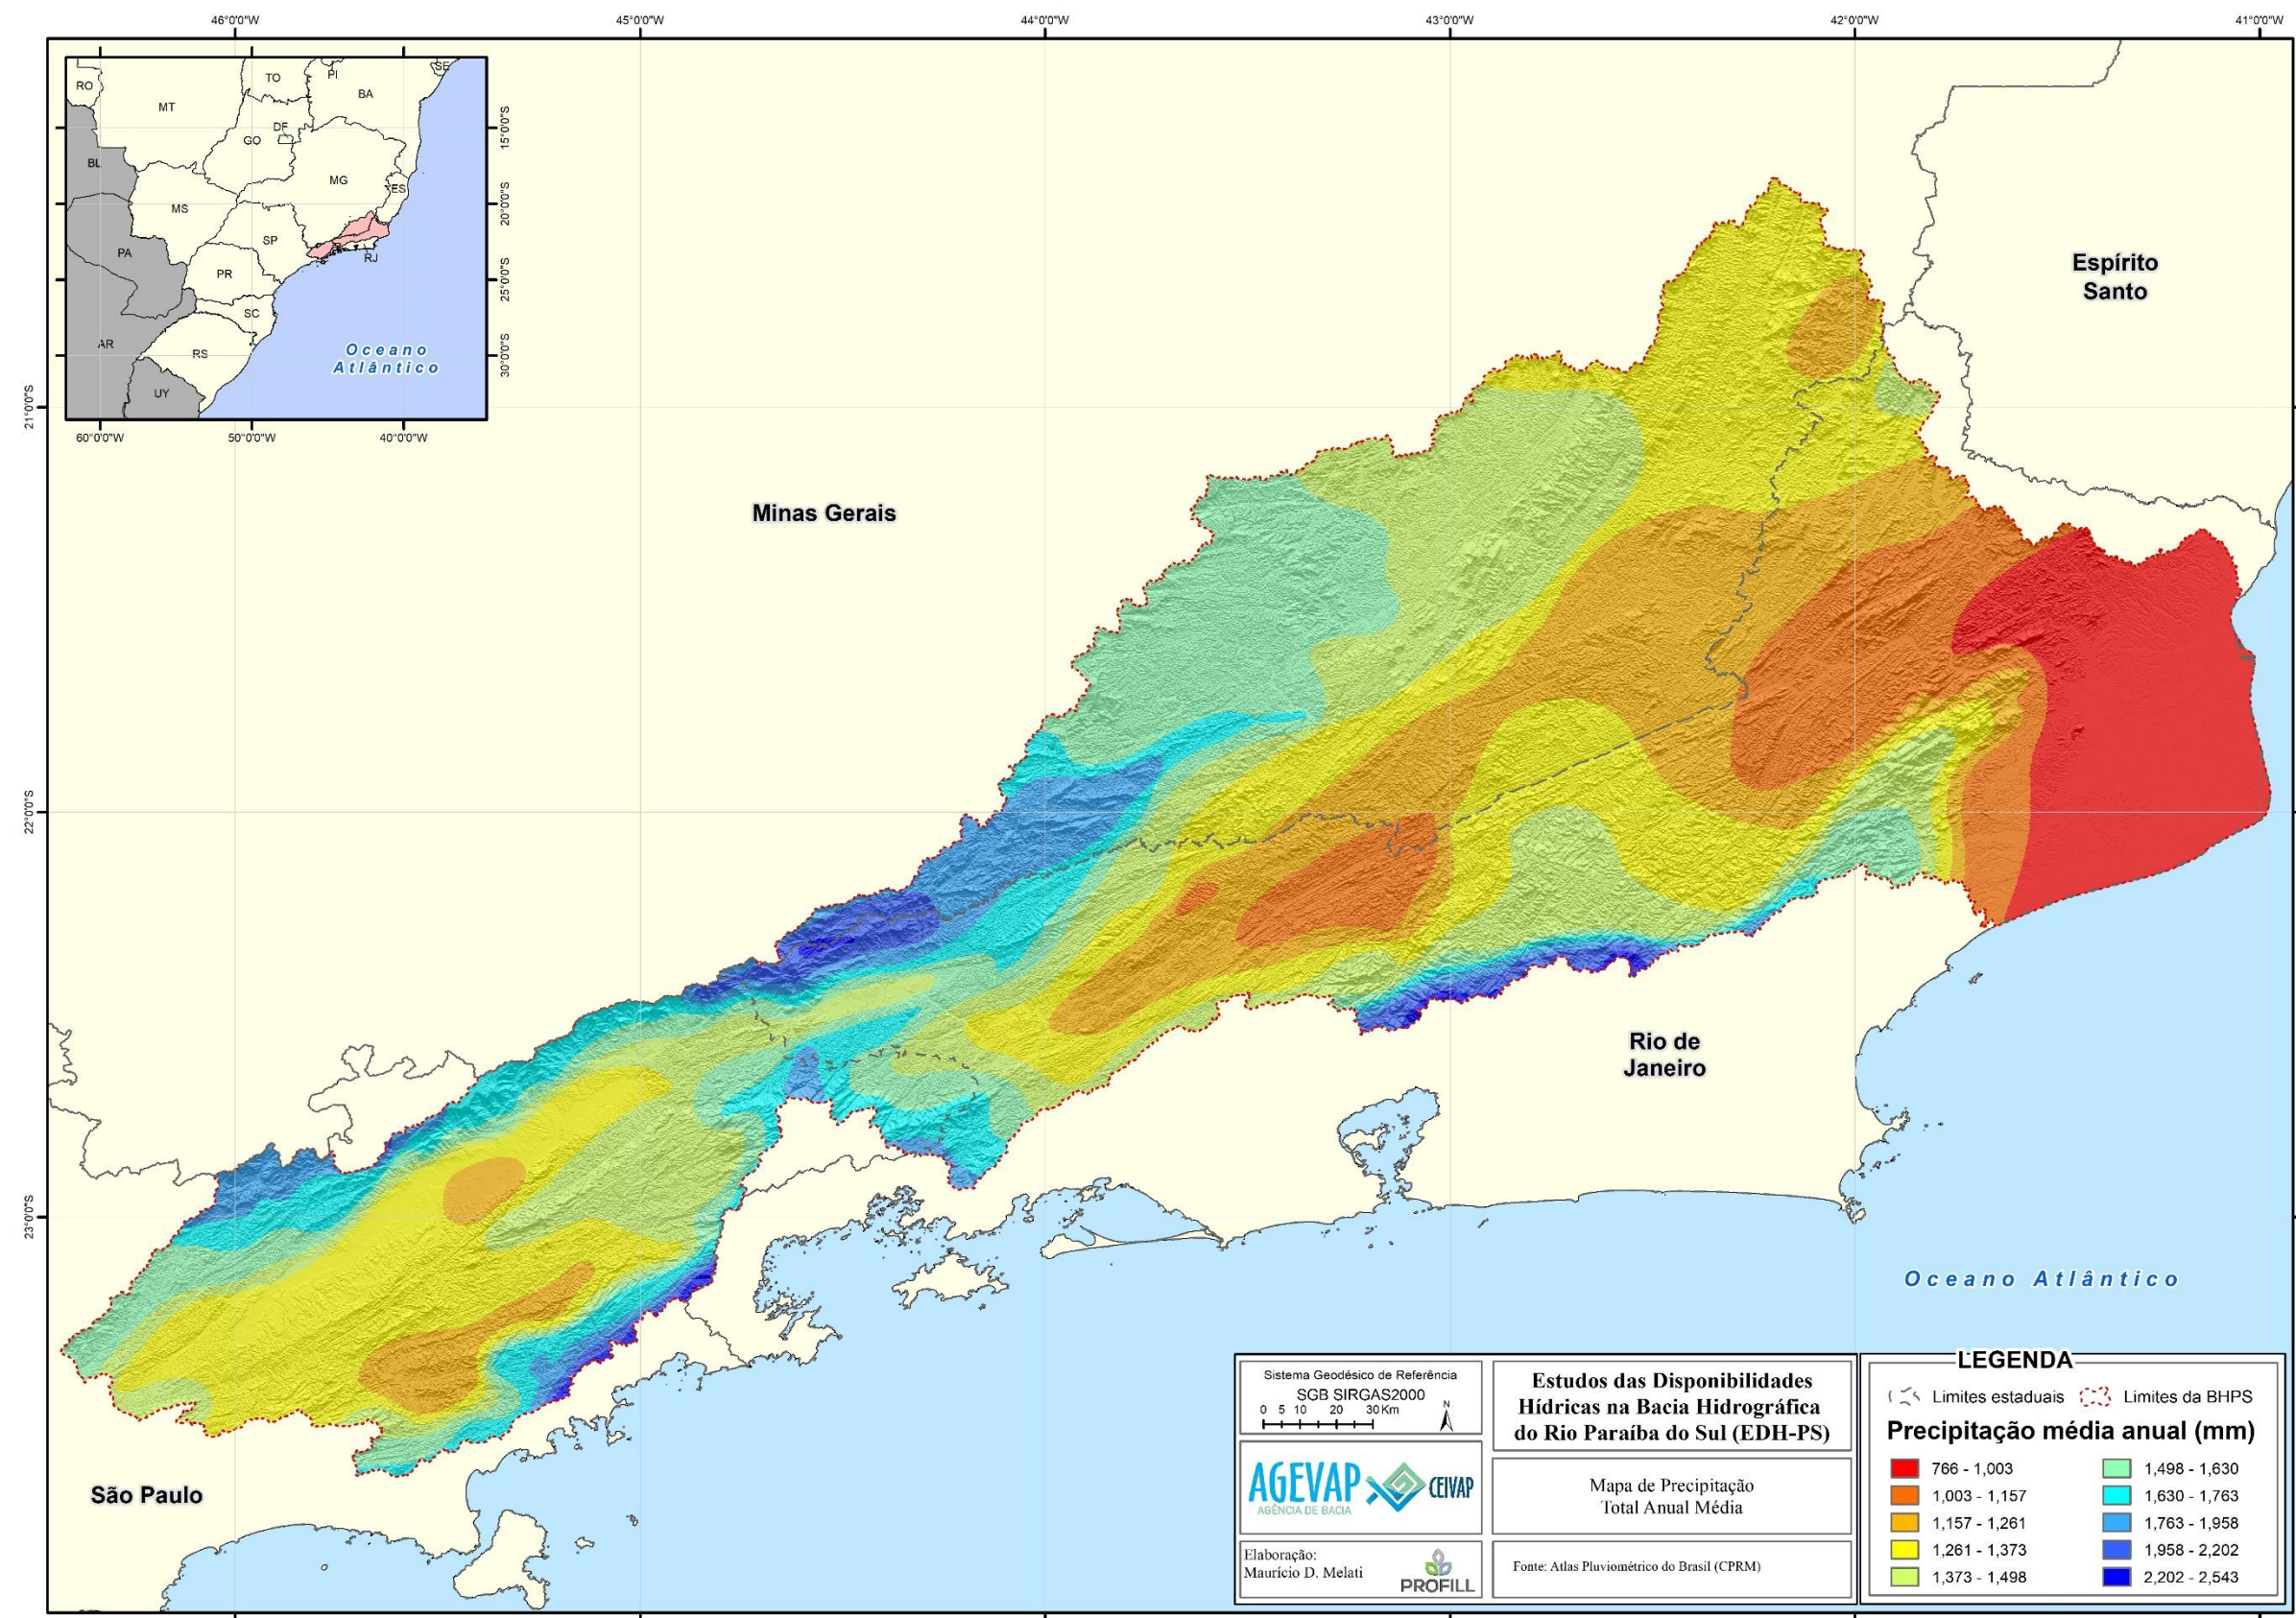 46°0'0"W
45°0'0"W
44°0'0"W
43°0'0"W
42°0'0"W
41°0'0"W
RO
MT
TO
PI
SE
BA
BL
GO
DF
MG
ES
MS
SP
RJ
PA
PR
SC
AR
RS
UY
Oceano
Atlântico
15°0'0"S
20°0'0"S
25°0'0"S
30°0'0"S
60°0'0"W
50°0'0"W
40°0'0"W
21°0'0"S
22°0'0"S
23°0'0"S
Espírito
Santo
Minas Gerais
Rio de
Janeiro
São Paulo
Oceano Atlântico
Sistema Geodésico de Referência
SGB SIRGAS2000
0 5 10 20 30 Km
N
AGEVAP
AGÊNCIA DE BACIA
CEIVAP
Elaboração:
Maurício D. Melati
PROFILL
Estudos das Disponibilidades
Hídricas na Bacia Hidrográfica
do Rio Paraíba do Sul (EDH-PS)
Mapa de Precipitação
Total Anual Média
Fonte: Atlas Pluviométrico do Brasil (CPRM)
LEGENDA
Limites estaduais
Limites da BHPS
Precipitação média anual (mm)
766 - 1,003
1,003 - 1,157
1,157 - 1,261
1,261 - 1,373
1,373 - 1,498
1,498 - 1,630
1,630 - 1,763
1,763 - 1,958
1,958 - 2,202
2,202 - 2,543